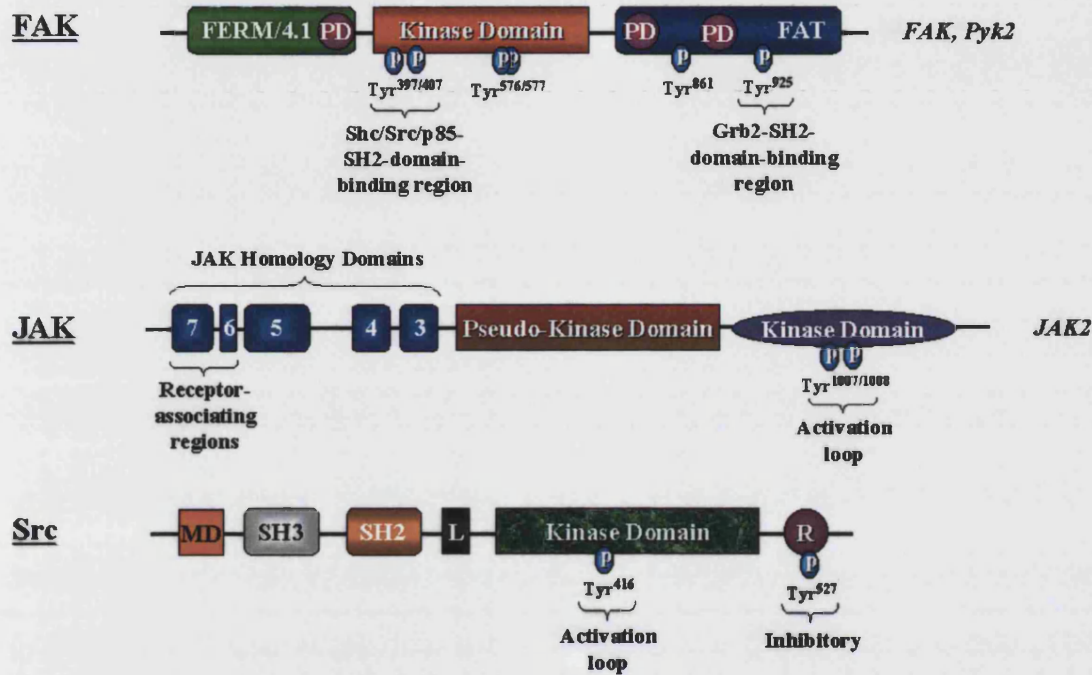 FAK
FERM/4.1 PD Kinase Domain PD PD FAT
FAK, Pyk2
P P P P P P
Tyr397/407 Tyr576/577 Tyr861 Tyr925
Shc/Src/p85-
SH2-domain-
binding region
Grb2-SH2-
domain-binding
region
JAK Homology Domains
JAK
7 6 5 4 3 Pseudo-Kinase Domain Kinase Domain
JAK2
P P
Tyr1007/1008
Receptor-
associating
regions
Activation
loop
Src
MD SH3 SH2 L Kinase Domain R
P P
Tyr416 Tyr527
Activation
loop
Inhibitory